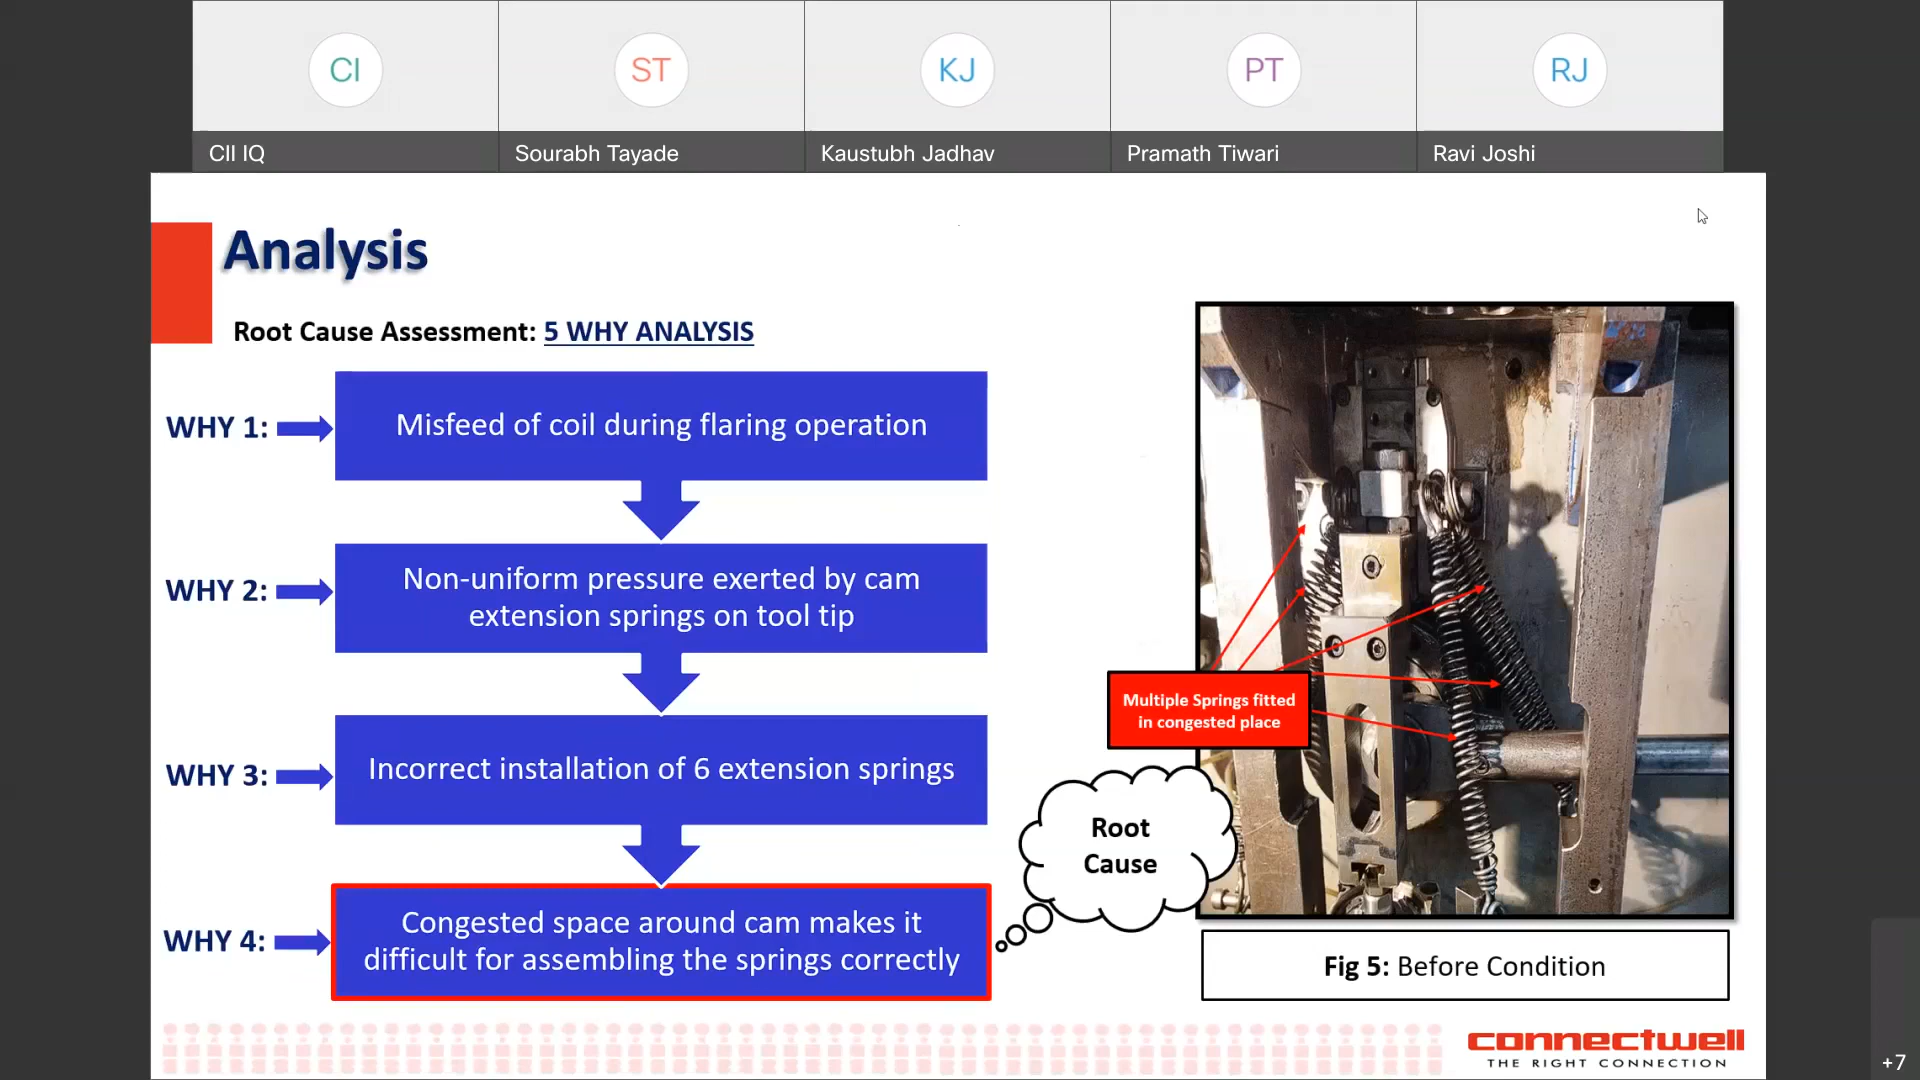 CI
ST
KJ
PT
RJ
CII IQ
Sourabh Tayade
Kaustubh Jadhav
Pramath Tiwari
Ravi Joshi
Analysis
Root Cause Assessment: 5 WHY ANALYSIS
WHY 1:
Misfeed of coil during flaring operation
WHY 2:
Non-uniform pressure exerted by cam
extension springs on tool tip
WHY 3:
Incorrect installation of 6 extension springs
WHY 4:
Congested space around cam makes it
difficult for assembling the springs correctly
Root
Cause
Multiple Springs fitted
in congested place
Fig 5: Before Condition
connectwell
THE RIGHT CONNECTION
+7